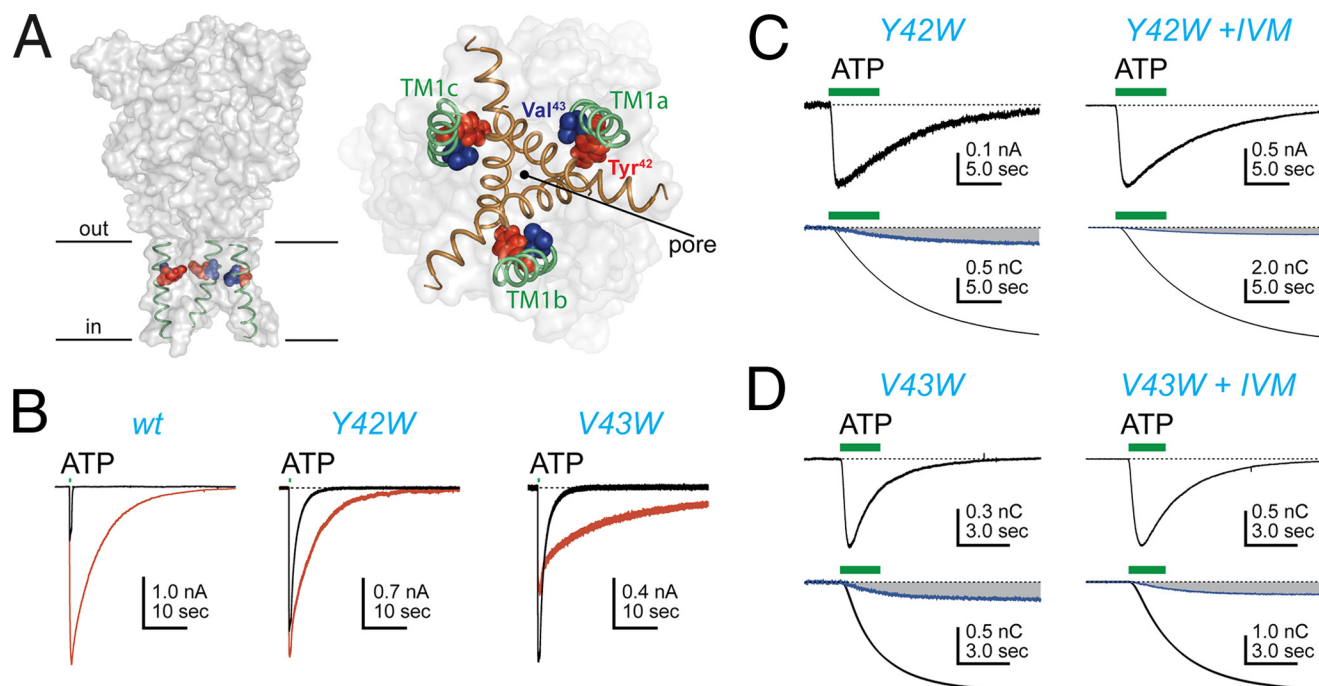 A
out
in
TM1c
Val⁴³
TM1a
Tyr⁴²
pore
TM1b
B
wt
Y42W
V43W
ATP
ATP
ATP
1.0 nA
10 sec
0.7 nA
10 sec
0.4 nA
10 sec
C
Y42W
Y42W +IVM
ATP
ATP
0.1 nA
5.0 sec
0.5 nA
5.0 sec
0.5 nC
5.0 sec
2.0 nC
5.0 sec
D
V43W
V43W + IVM
ATP
ATP
0.3 nC
3.0 sec
0.5 nC
3.0 sec
0.5 nC
3.0 sec
1.0 nC
3.0 sec